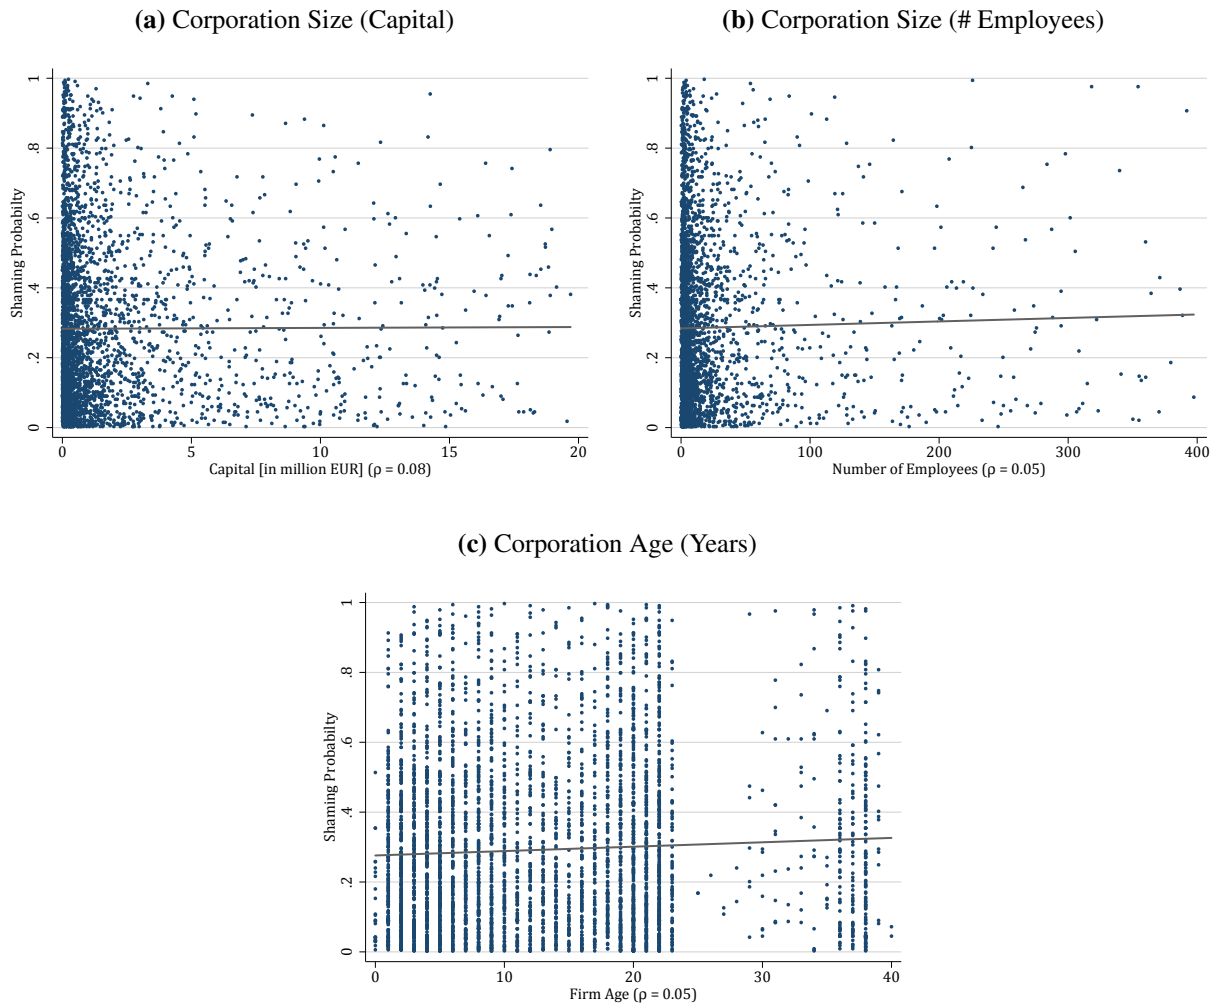 (a) Corporation Size (Capital)
Shaming Probabilty
1
.8
.6
.4
.2
0
0 5 10 15 20
Capital [in million EUR] (ρ = 0.08)
(b) Corporation Size (# Employees)
Shaming Probabilty
1
.8
.6
.4
.2
0
0 100 200 300 400
Number of Employees (ρ = 0.05)
(c) Corporation Age (Years)
Shaming Probabilty
1
.8
.6
.4
.2
0
0 10 20 30 40
Firm Age (ρ = 0.05)